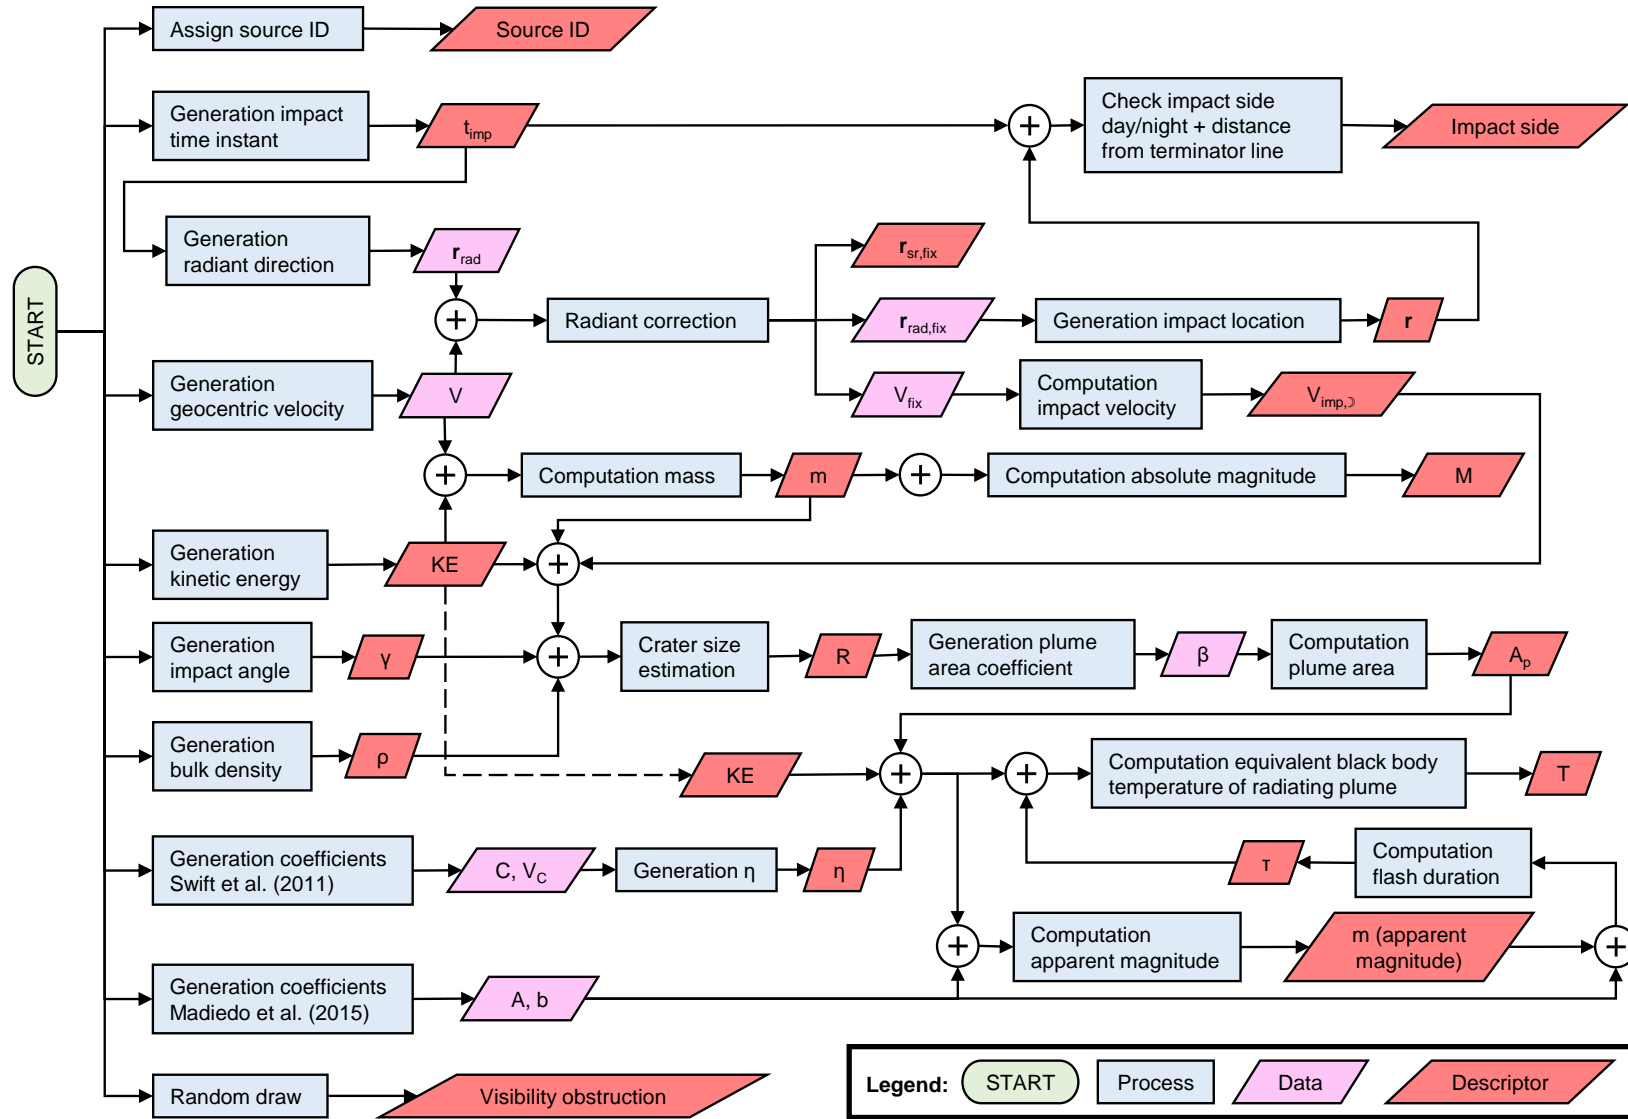 Assign source ID
Source ID
Generation impact
time instant
t_imp
+
Check impact side
day/night + distance
from terminator line
Impact side
START
Generation
radiant direction
r_rad
r_sr,fix
+
Radiant correction
r_rad,fix
Generation impact location
r
Generation
geocentric velocity
V
V_fix
Computation
impact velocity
V_imp,☽
+
Computation mass
m
+
Computation absolute magnitude
M
Generation
kinetic energy
KE
+
Generation
impact angle
γ
+
Crater size
estimation
R
Generation plume
area coefficient
β
Computation
plume area
A_p
Generation
bulk density
ρ
KE
+
+
Computation equivalent black body
temperature of radiating plume
T
Generation coefficients
Swift et al. (2011)
C, V_C
Generation η
η
τ
Computation
flash duration
+
Computation
apparent magnitude
m (apparent
magnitude)
+
Generation coefficients
Madiedo et al. (2015)
A, b
Random draw
Visibility obstruction
Legend:
START
Process
Data
Descriptor